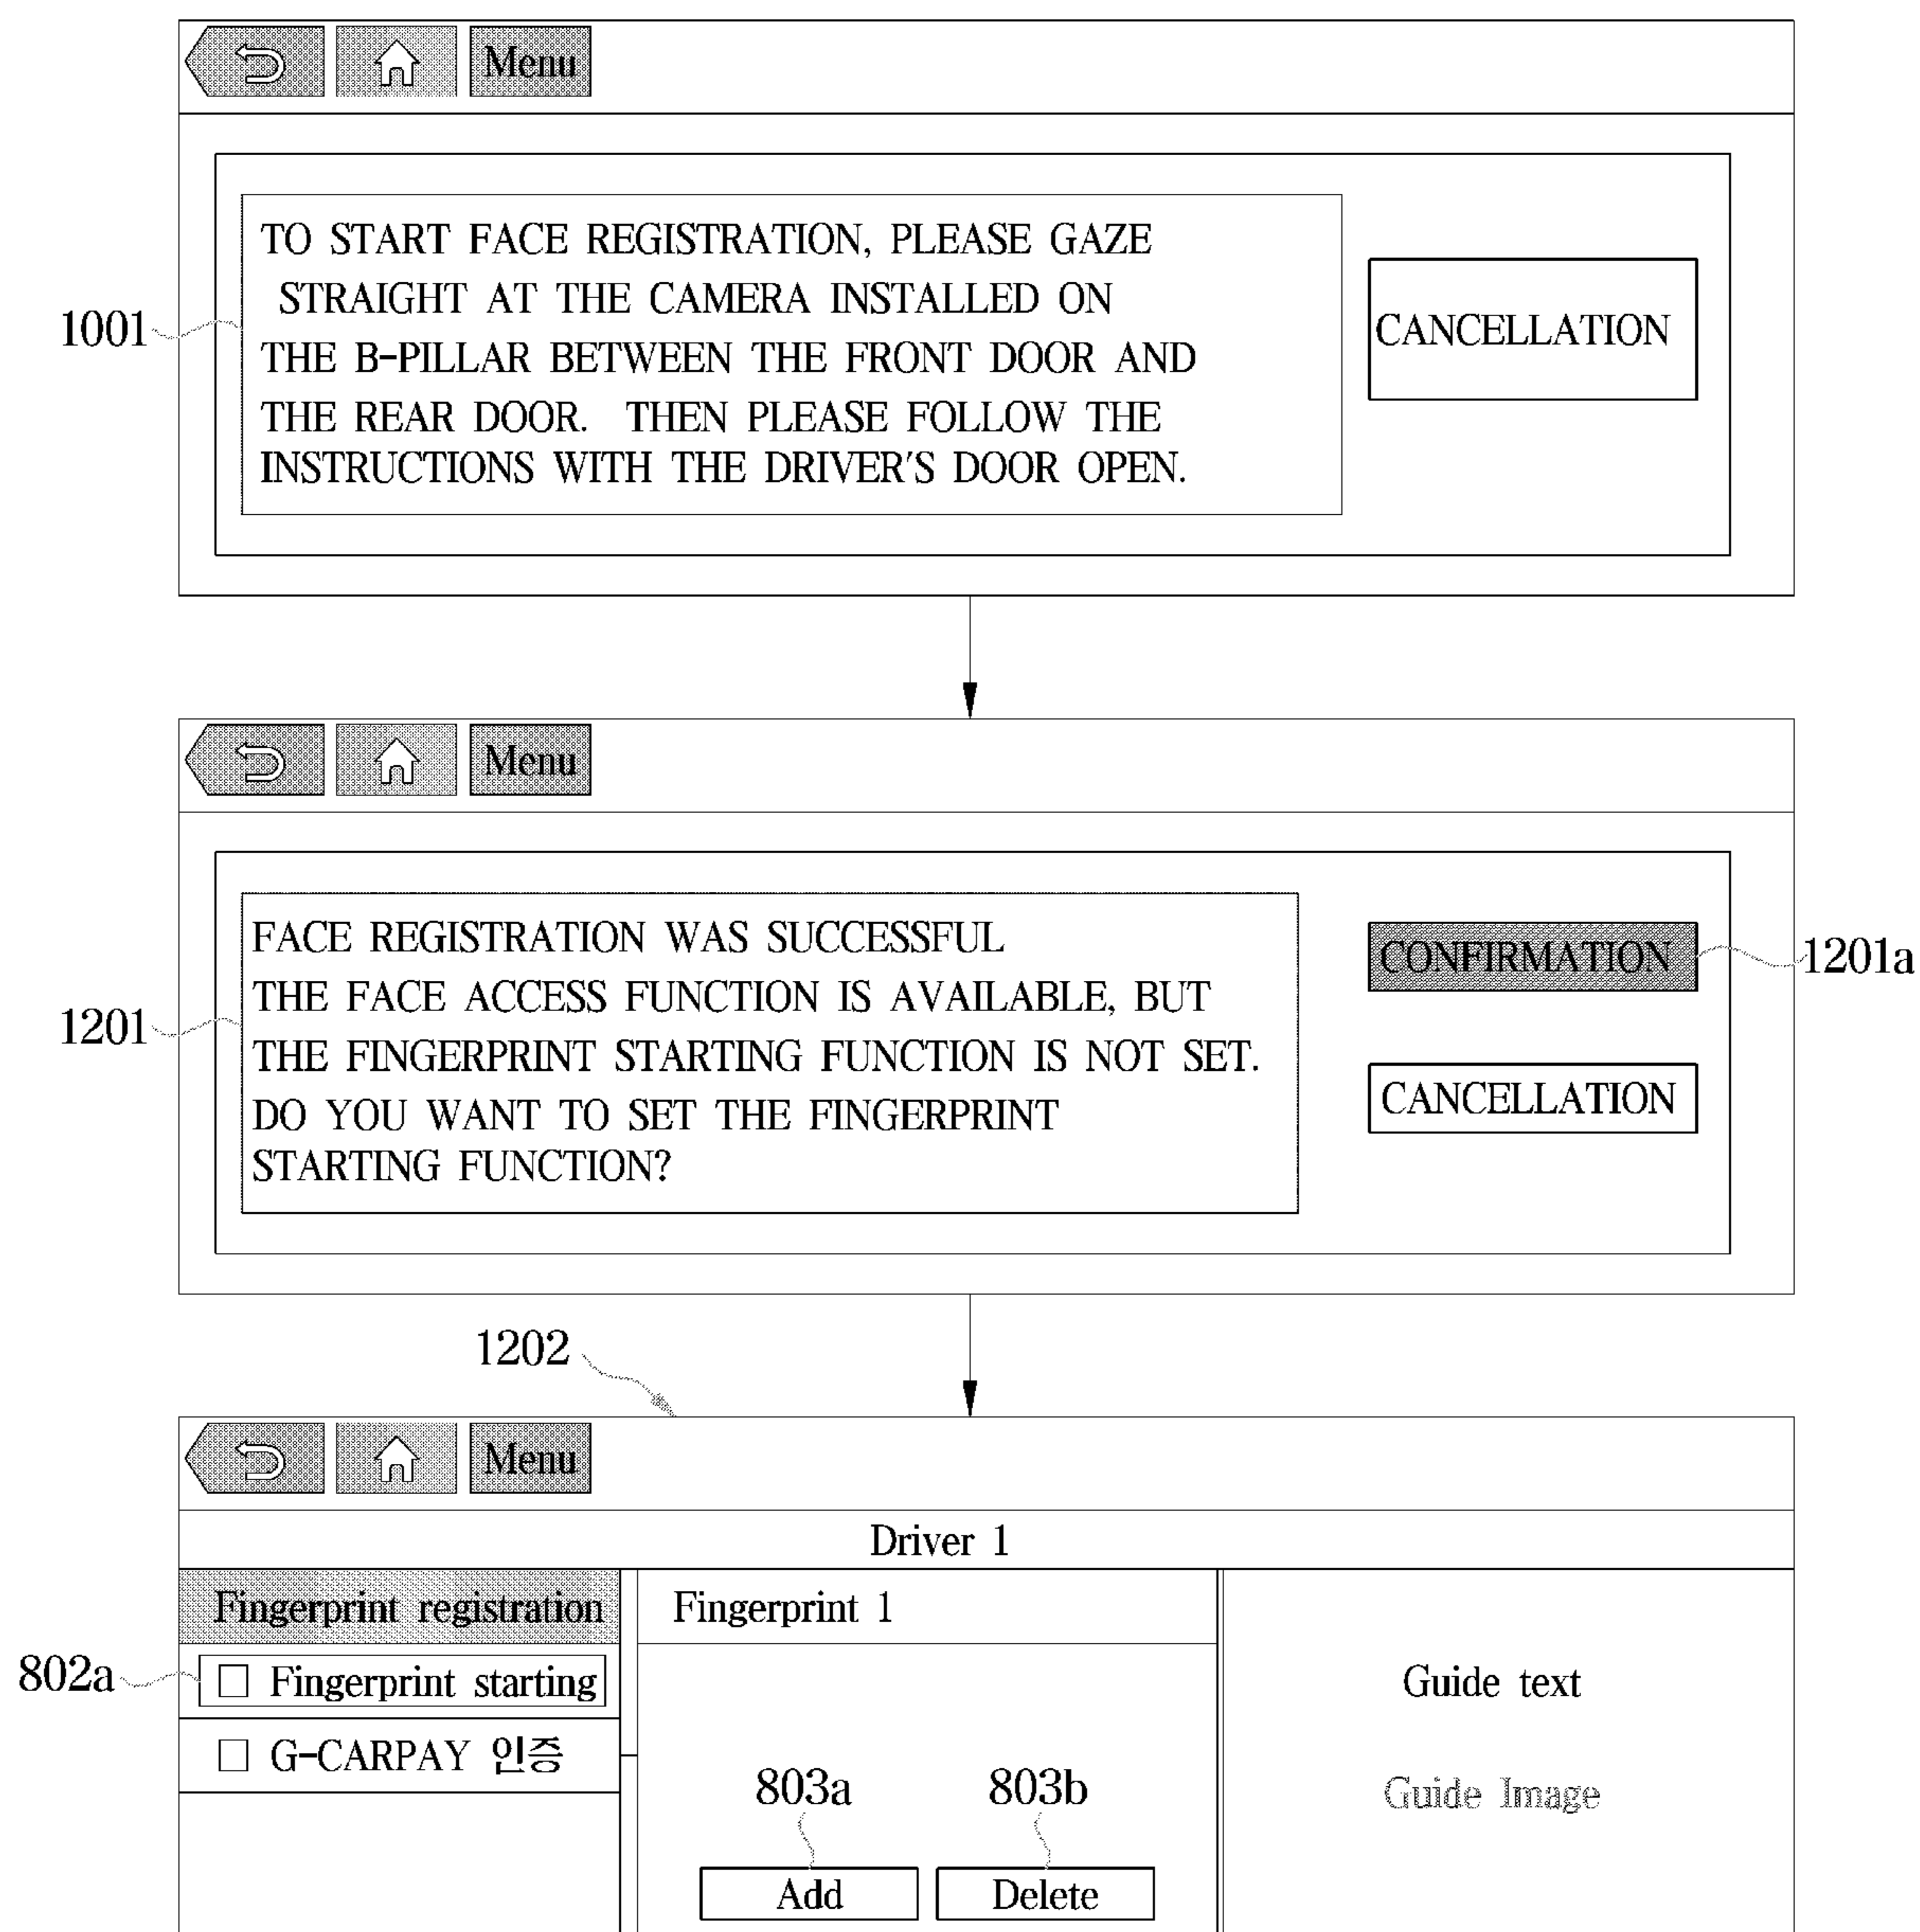 Menu
TO START FACE REGISTRATION, PLEASE GAZE
STRAIGHT AT THE CAMERA INSTALLED ON
THE B-PILLAR BETWEEN THE FRONT DOOR AND
THE REAR DOOR. THEN PLEASE FOLLOW THE
INSTRUCTIONS WITH THE DRIVER'S DOOR OPEN.
CANCELLATION
1001
Menu
FACE REGISTRATION WAS SUCCESSFUL
THE FACE ACCESS FUNCTION IS AVAILABLE, BUT
THE FINGERPRINT STARTING FUNCTION IS NOT SET.
DO YOU WANT TO SET THE FINGERPRINT
STARTING FUNCTION?
CONFIRMATION
1201a
1201
CANCELLATION
1202
Menu
Driver 1
Fingerprint registration
Fingerprint 1
802a
Fingerprint starting
Guide text
G-CARPAY 인증
803a
803b
Guide Image
Add
Delete